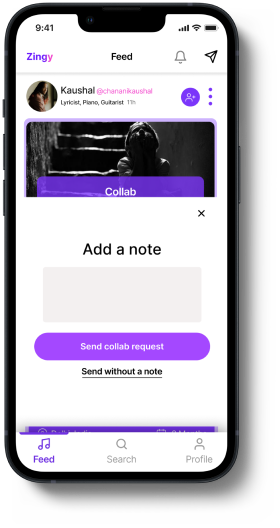 9:41
Zingy Feed
Kaushal @chananikaushal
Lyricist, Piano, Guitarist 11h
Collab
×
Add a note
Send collab request
Send without a note
Feed Search Profile